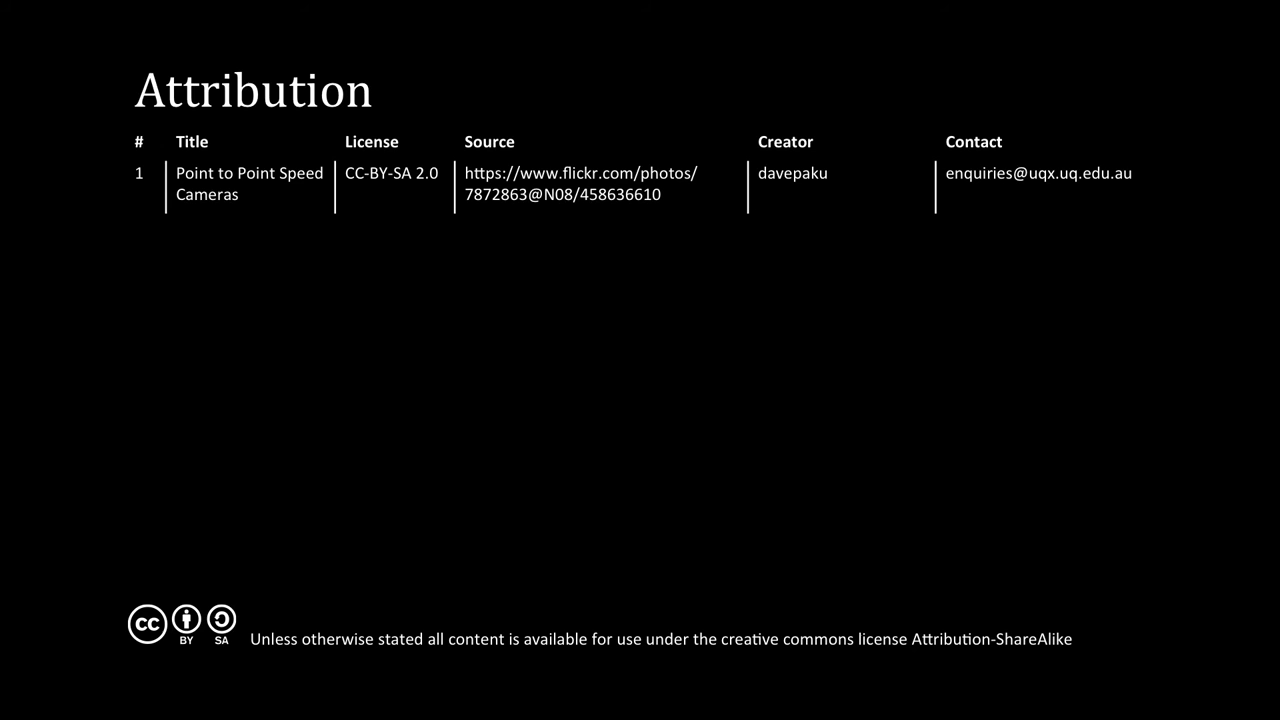 Attribution
# Title License Source Creator Contact
1 Point to Point Speed CC-BY-SA 2.0 https://www.flickr.com/photos/ davepaku enquiries@uqx.uq.edu.au
Cameras 7872863@N08/458636610
cc BY SA Unless otherwise stated all content is available for use under the creative commons license Attribution-ShareAlike